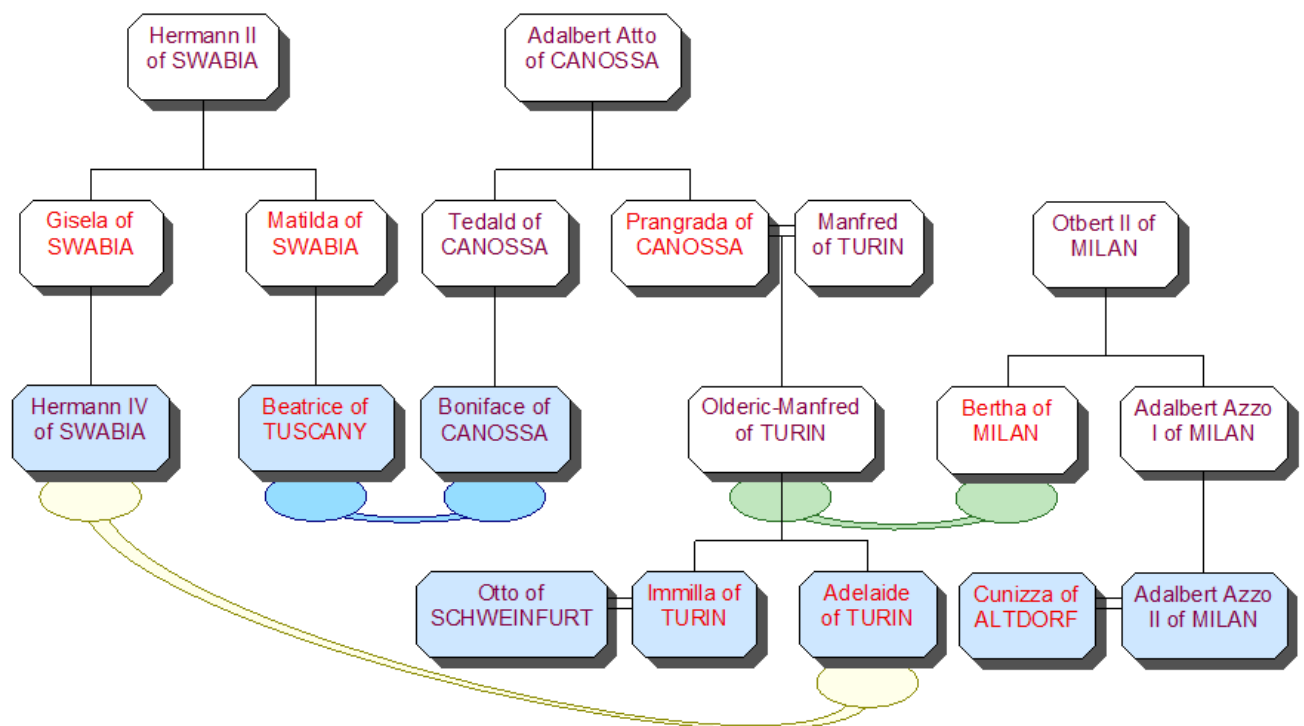 Hermann II
of SWABIA
Adalbert Atto
of CANOSSA
Gisela of
SWABIA
Matilda of
SWABIA
Tedald of
CANOSSA
Prangrada of
CANOSSA
Manfred
of TURIN
Otbert II of
MILAN
Hermann IV
of SWABIA
Beatrice of
TUSCANY
Boniface of
CANOSSA
Olderic-Manfred
of TURIN
Bertha of
MILAN
Adalbert Azzo
I of MILAN
Otto of
SCHWEINFURT
Immilla of
TURIN
Adelaide
of TURIN
Cunizza of
ALTDORF
Adalbert Azzo
II of MILAN